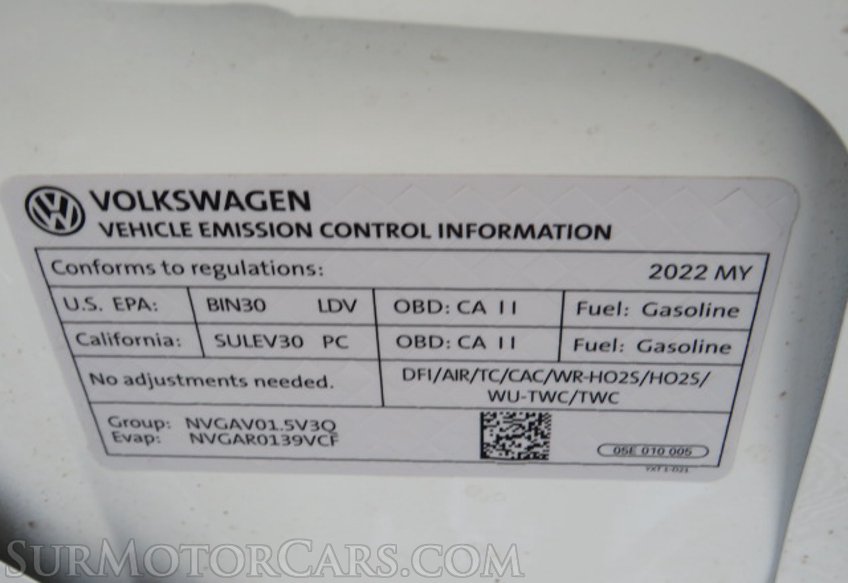 VOLKSWAGEN
VEHICLE EMISSION CONTROL INFORMATION
Conforms to regulations: 2022 MY
U.S. EPA: BIN30 LDV OBD: CA II Fuel: Gasoline
California: SULEV30 PC OBD: CA II Fuel: Gasoline
No adjustments needed. DFI/AIR/TC/CAC/WR-HO2S/HO2S/
WU-TWC/TWC
Group: NVGAV01.5V3Q
Evap: NVGAR0139VCF
05E 010 005
SurMotorCars.com